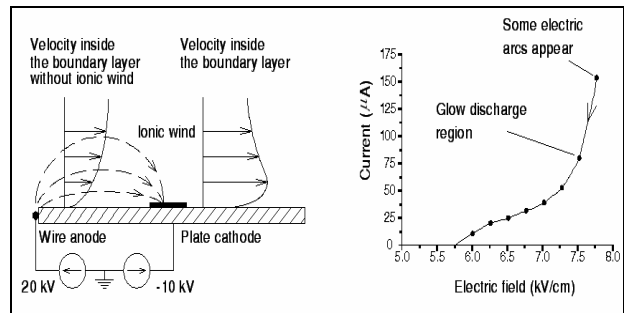 Velocity inside
the boundary layer
without ionic wind
Velocity inside
the boundary layer
Ionic wind
Wire anode
Plate cathode
20 kV
-10 kV
Some electric
arcs appear
Glow discharge
region
Current (µA)
175
150
125
100
75
50
25
0
5.0 5.5 6.0 6.5 7.0 7.5 8.0
Electric field (kV/cm)